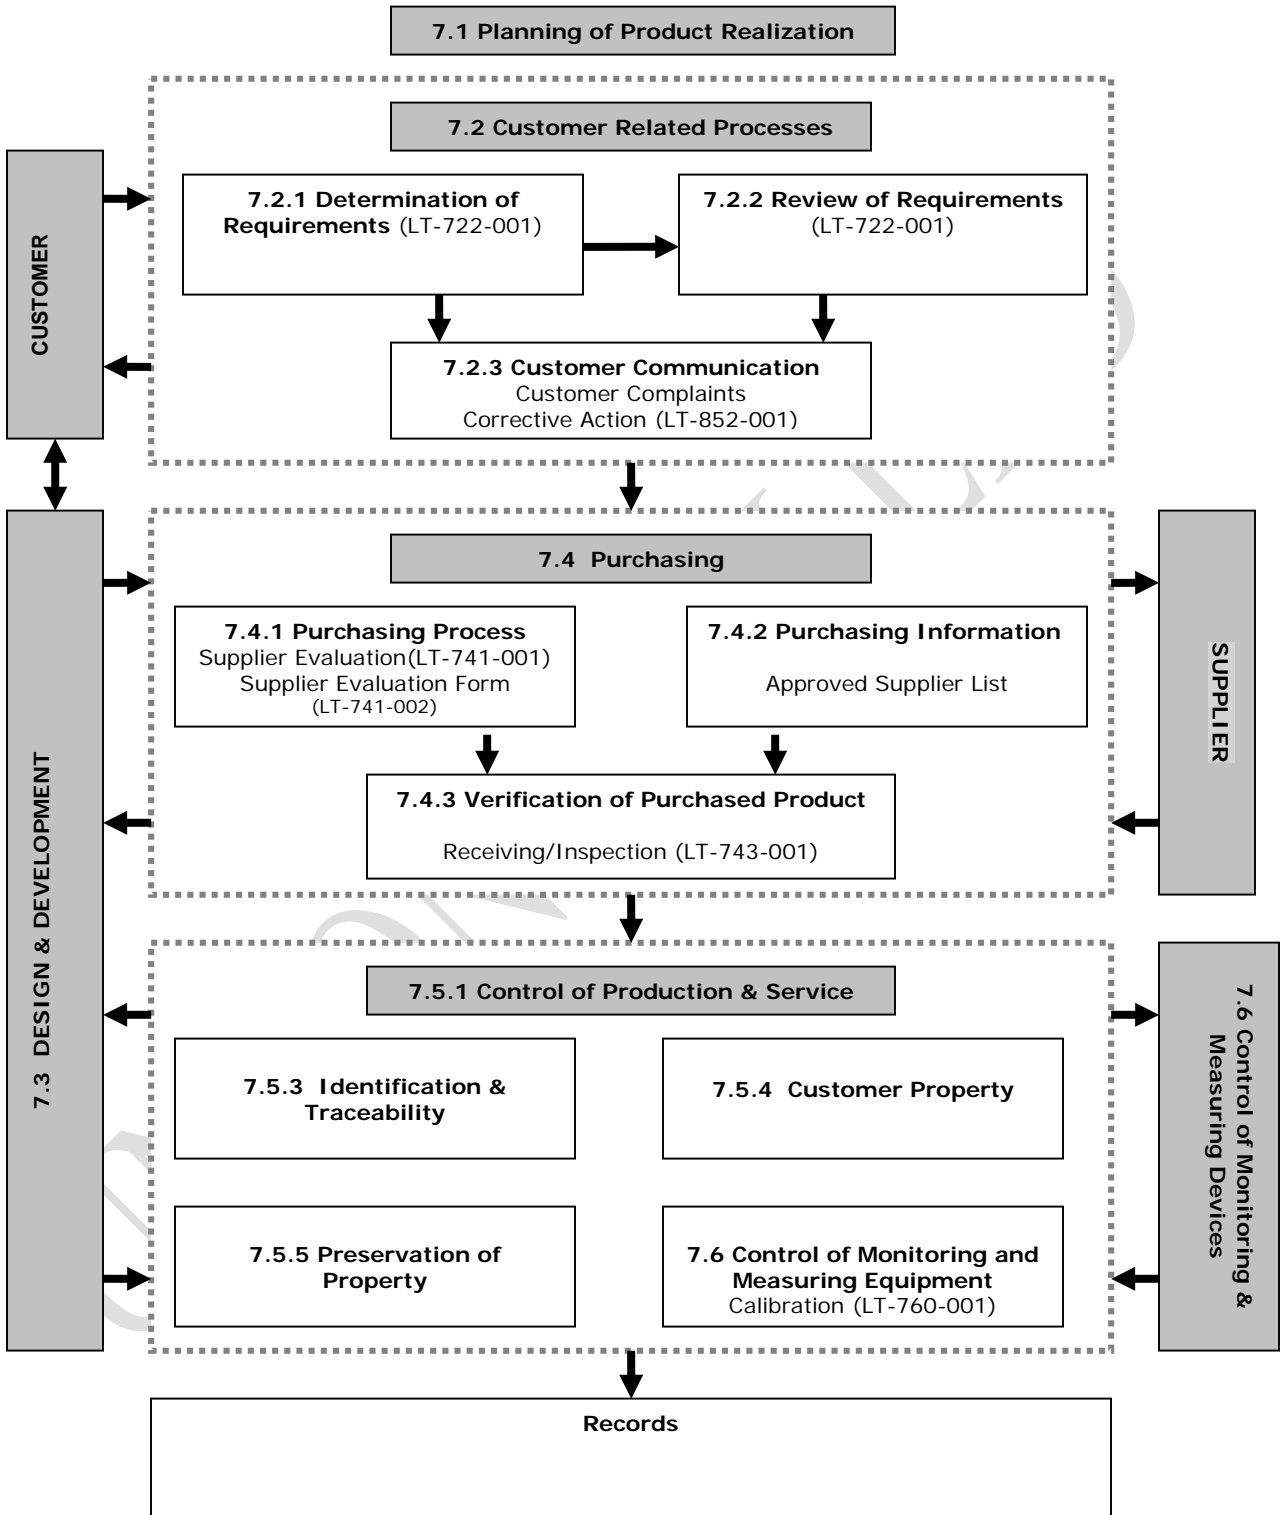 7.1 Planning of Product Realization
7.2 Customer Related Processes
CUSTOMER
7.2.1 Determination of
Requirements (LT-722-001)
7.2.2 Review of Requirements
(LT-722-001)
7.2.3 Customer Communication
Customer Complaints
Corrective Action (LT-852-001)
7.3 DESIGN & DEVELOPMENT
7.4 Purchasing
7.4.1 Purchasing Process
Supplier Evaluation(LT-741-001)
Supplier Evaluation Form
(LT-741-002)
7.4.2 Purchasing Information
Approved Supplier List
SUPPLIER
7.4.3 Verification of Purchased Product
Receiving/Inspection (LT-743-001)
7.5.1 Control of Production & Service
7.5.3 Identification &
Traceability
7.5.4 Customer Property
7.6 Control of Monitoring &
Measuring Devices
7.5.5 Preservation of
Property
7.6 Control of Monitoring and
Measuring Equipment
Calibration (LT-760-001)
Records